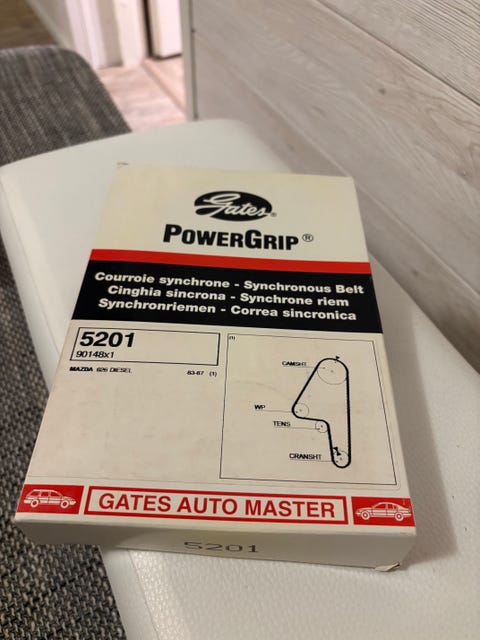 Gates®
POWERGRIP®
Courroie synchrone - Synchronous Belt
Cinghia sincrona - Synchrone riem
Synchronriemen - Correa sincronica
5201
90148x1
MAZDA 626 DIESEL 83-87 (1)
(1)
CAMSHT
WP
TENS
CRANSHT
GATES AUTO MASTER
5201